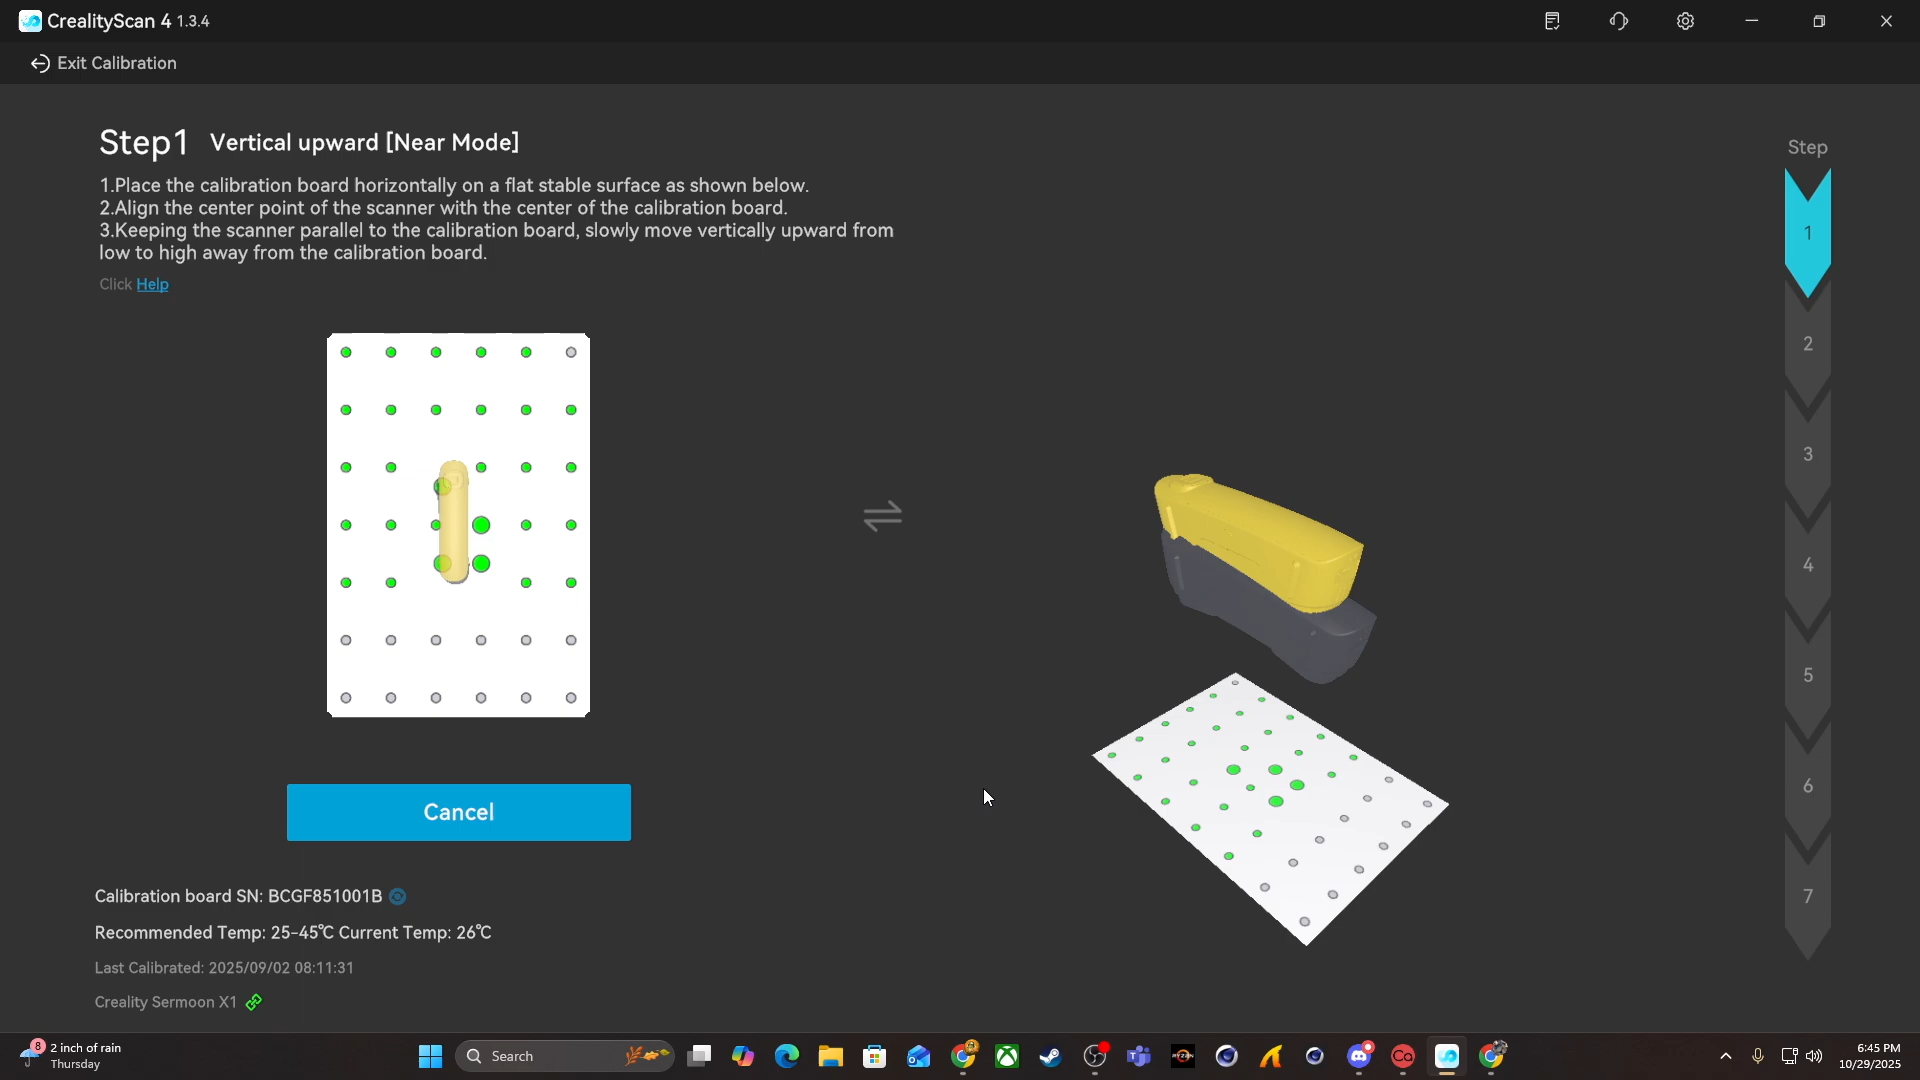 CrealityScan 4 1.3.4
Exit Calibration
Step1 Vertical upward [Near Mode]
1.Place the calibration board horizontally on a flat stable surface as shown below.
2.Align the center point of the scanner with the center of the calibration board.
3.Keeping the scanner parallel to the calibration board, slowly move vertically upward from
low to high away from the calibration board.
Click Help
Step
1
2
3
4
5
6
7
Cancel
Calibration board SN: BCGF851001B
Recommended Temp: 25-45℃ Current Temp: 26℃
Last Calibrated: 2025/09/02 08:11:31
Creality Sermoon X1
8
2 inch of rain
Thursday
Search
RYZEN
Ca
6:45 PM
10/29/2025